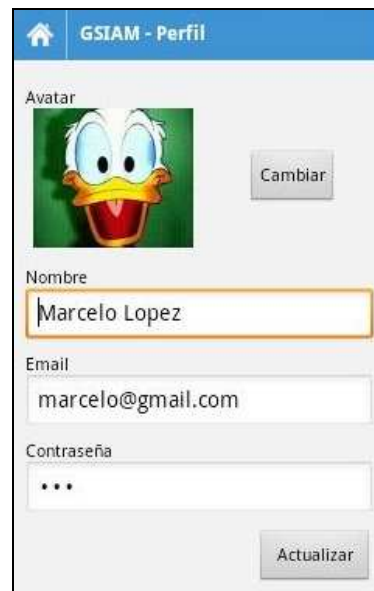 GSIAM - Perfil
Avatar
Cambiar
Nombre
Marcelo Lopez
Email
marcelo@gmail.com
Contraseña
•••
Actualizar